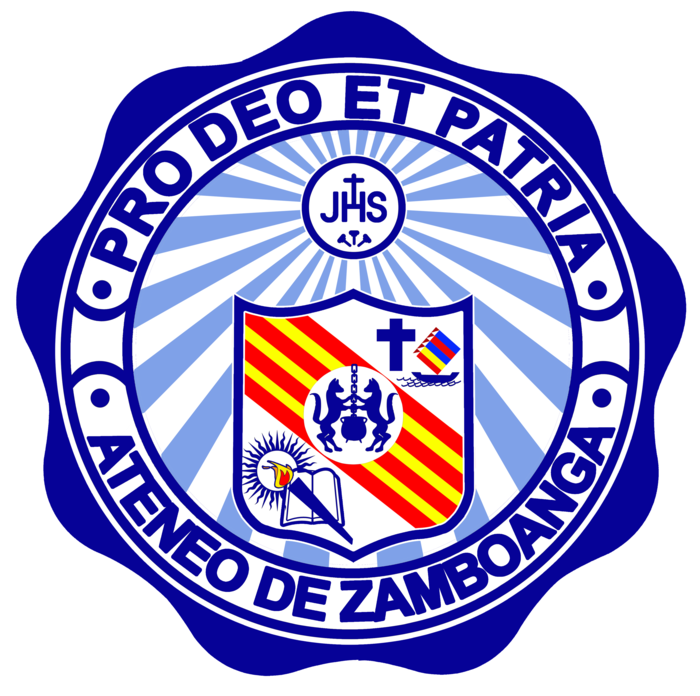 PRO DEO ET PATRIA
JHS
ATENEO DE ZAMBOANGA